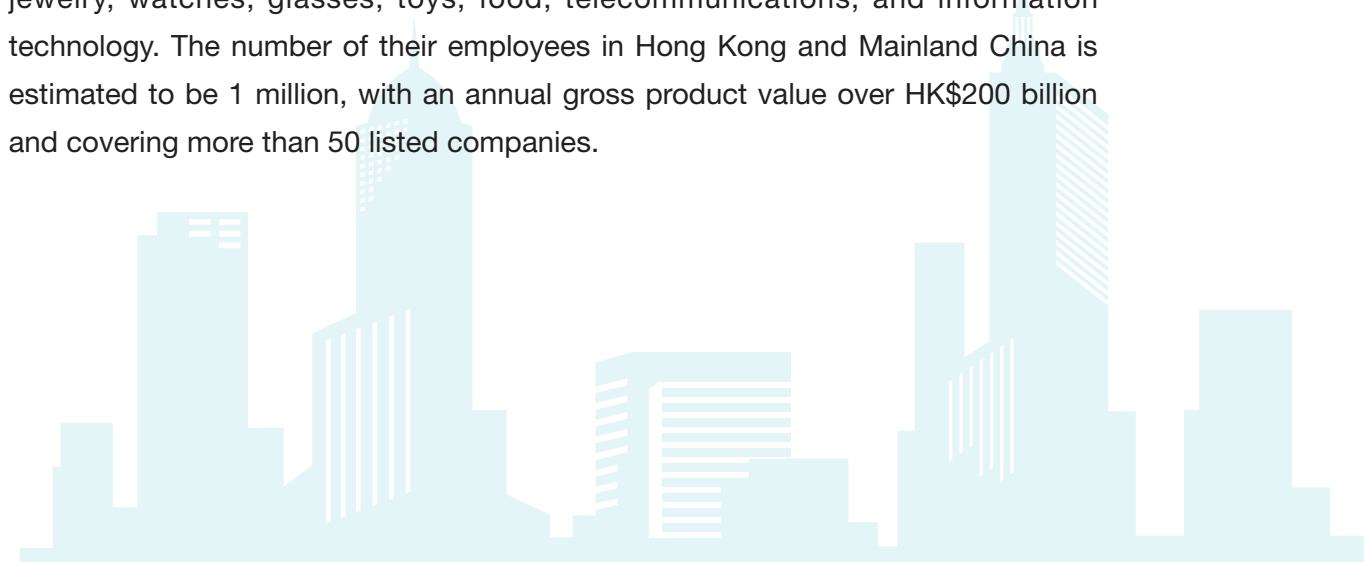 jewelry, watches, glasses, toys, food, telecommunications, and information
technology. The number of their employees in Hong Kong and Mainland China is
estimated to be 1 million, with an annual gross product value over HK$200 billion
and covering more than 50 listed companies.